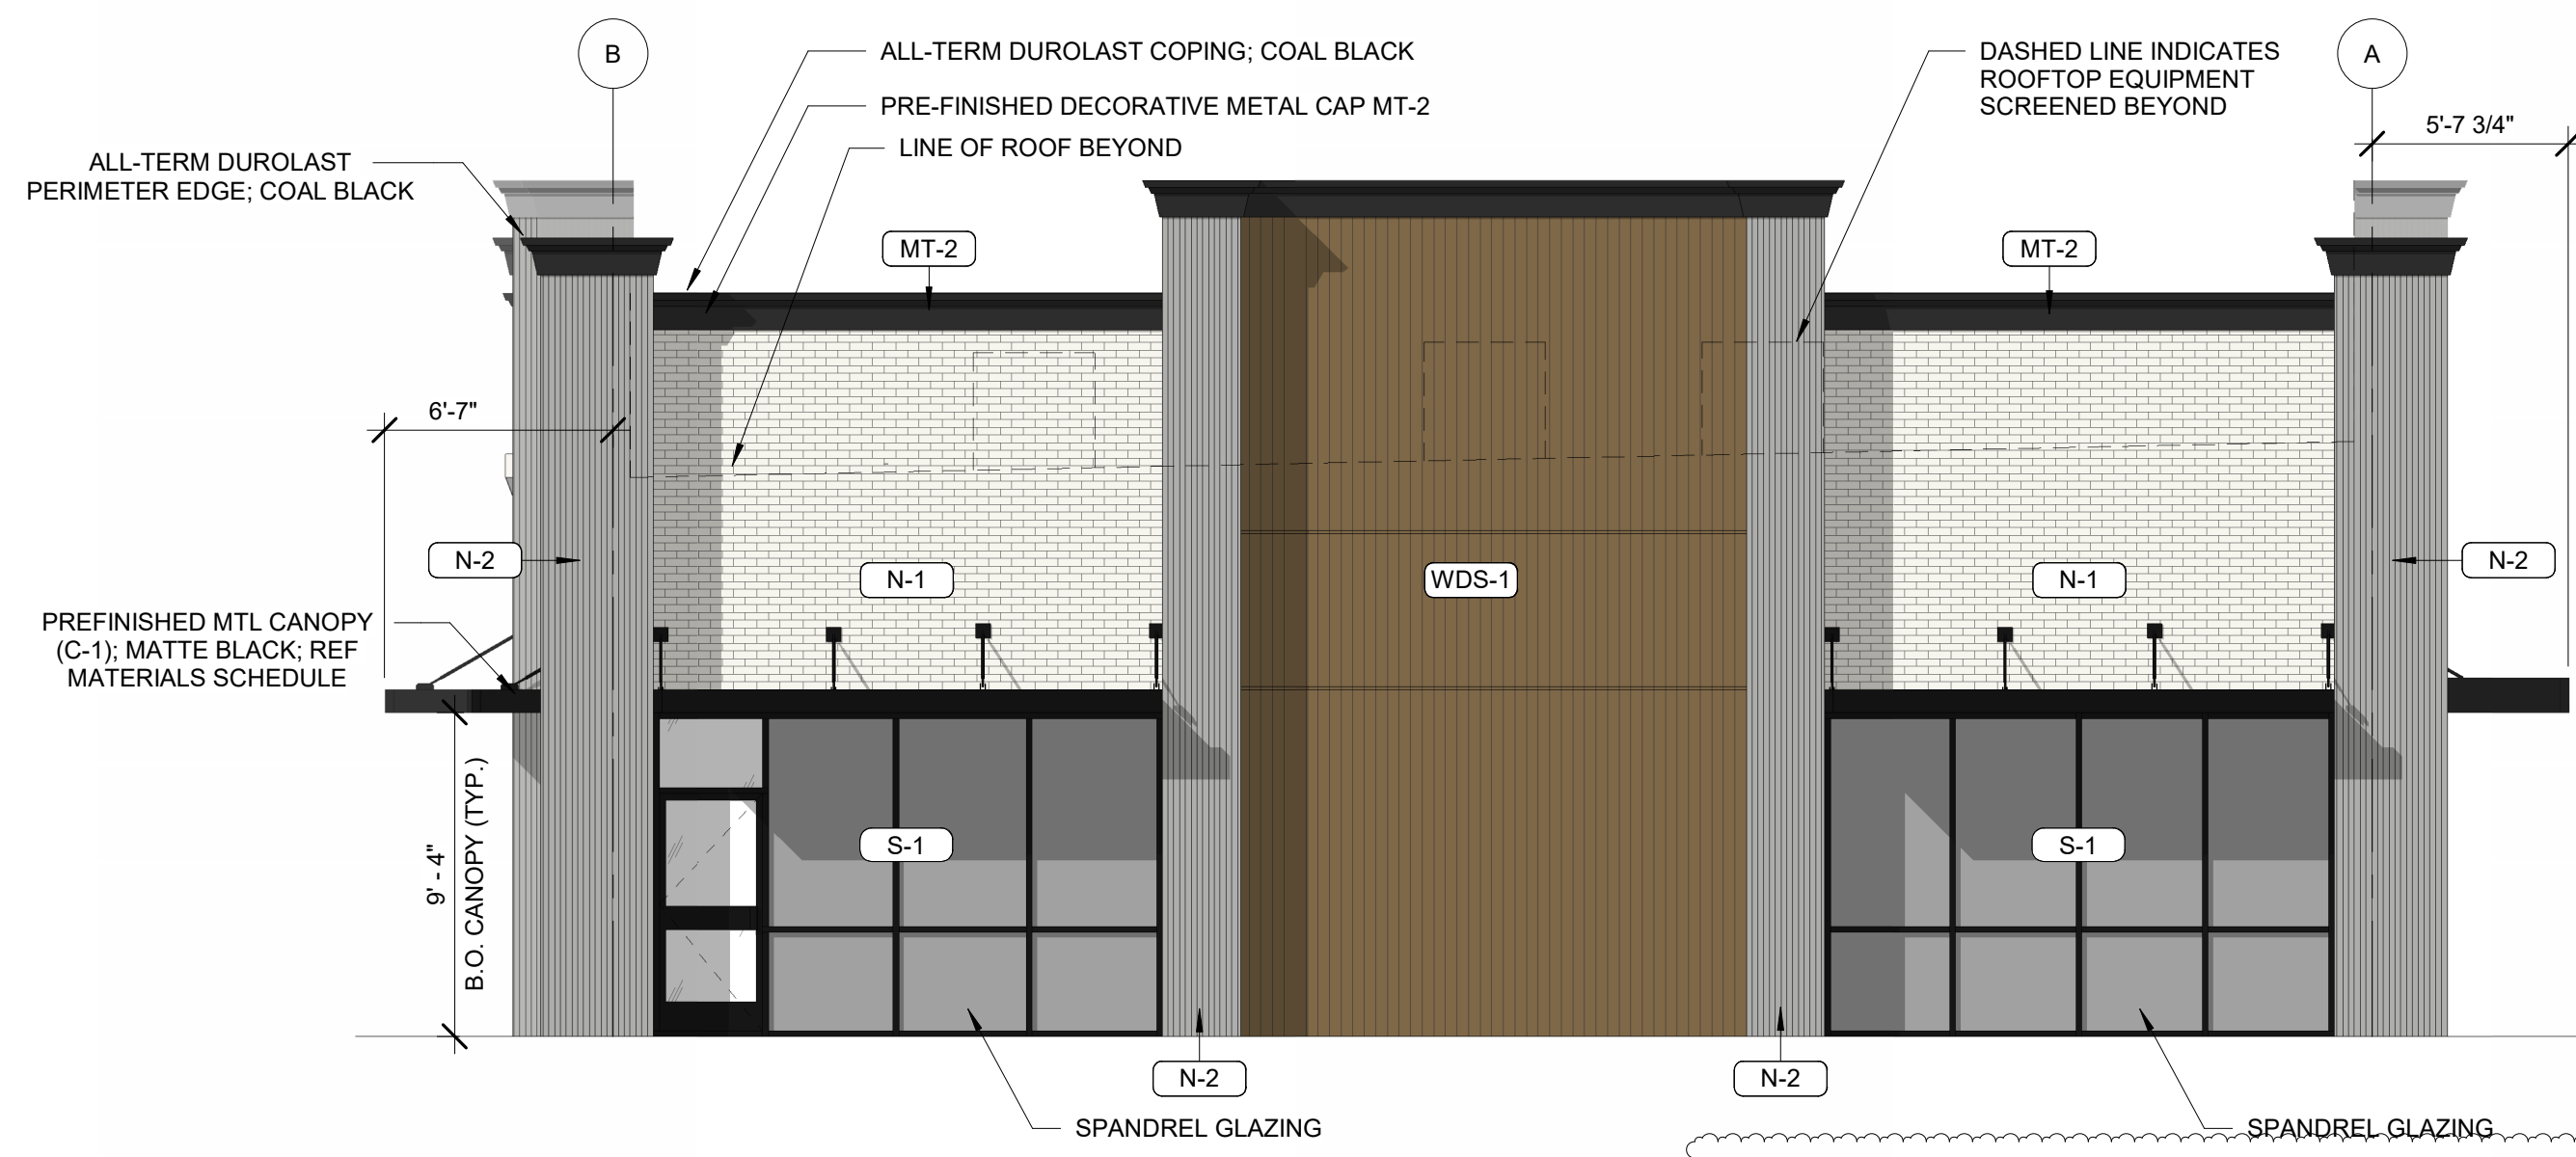 B
ALL-TERM DUROLAST COPING; COAL BLACK
DASHED LINE INDICATES
ROOFTOP EQUIPMENT
SCREENED BEYOND
A
PRE-FINISHED DECORATIVE METAL CAP MT-2
5'-7 3/4"
LINE OF ROOF BEYOND
ALL-TERM DUROLAST
PERIMETER EDGE; COAL BLACK
MT-2
MT-2
6'-7"
N-2
N-1
WDS-1
N-1
N-2
PREFINISHED MTL CANOPY
(C-1); MATTE BLACK; REF
MATERIALS SCHEDULE
9' - 4"
B.O. CANOPY (TYP.)
S-1
S-1
N-2
N-2
SPANDREL GLAZING
SPANDREL GLAZING